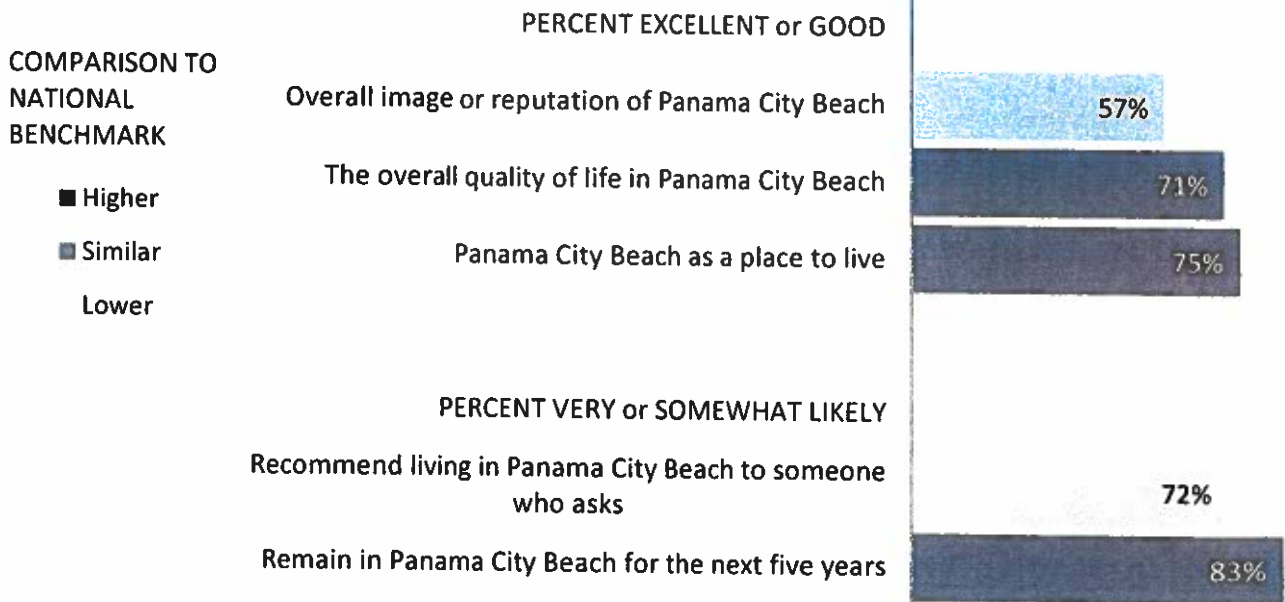 PERCENT EXCELLENT or GOOD
COMPARISON TO
NATIONAL
BENCHMARK
Higher
Similar
Lower
Overall image or reputation of Panama City Beach 57%
The overall quality of life in Panama City Beach 71%
Panama City Beach as a place to live 75%
PERCENT VERY or SOMEWHAT LIKELY
Recommend living in Panama City Beach to someone
who asks 72%
Remain in Panama City Beach for the next five years 83%